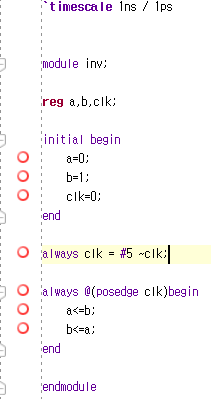 `timescale 1ns / 1ps
module inv;
reg a,b,clk;
initial begin
a=0;
b=1;
clk=0;
end
always clk = #5 ~clk;
always @(posedge clk)begin
a<=b;
b<=a;
end
endmodule